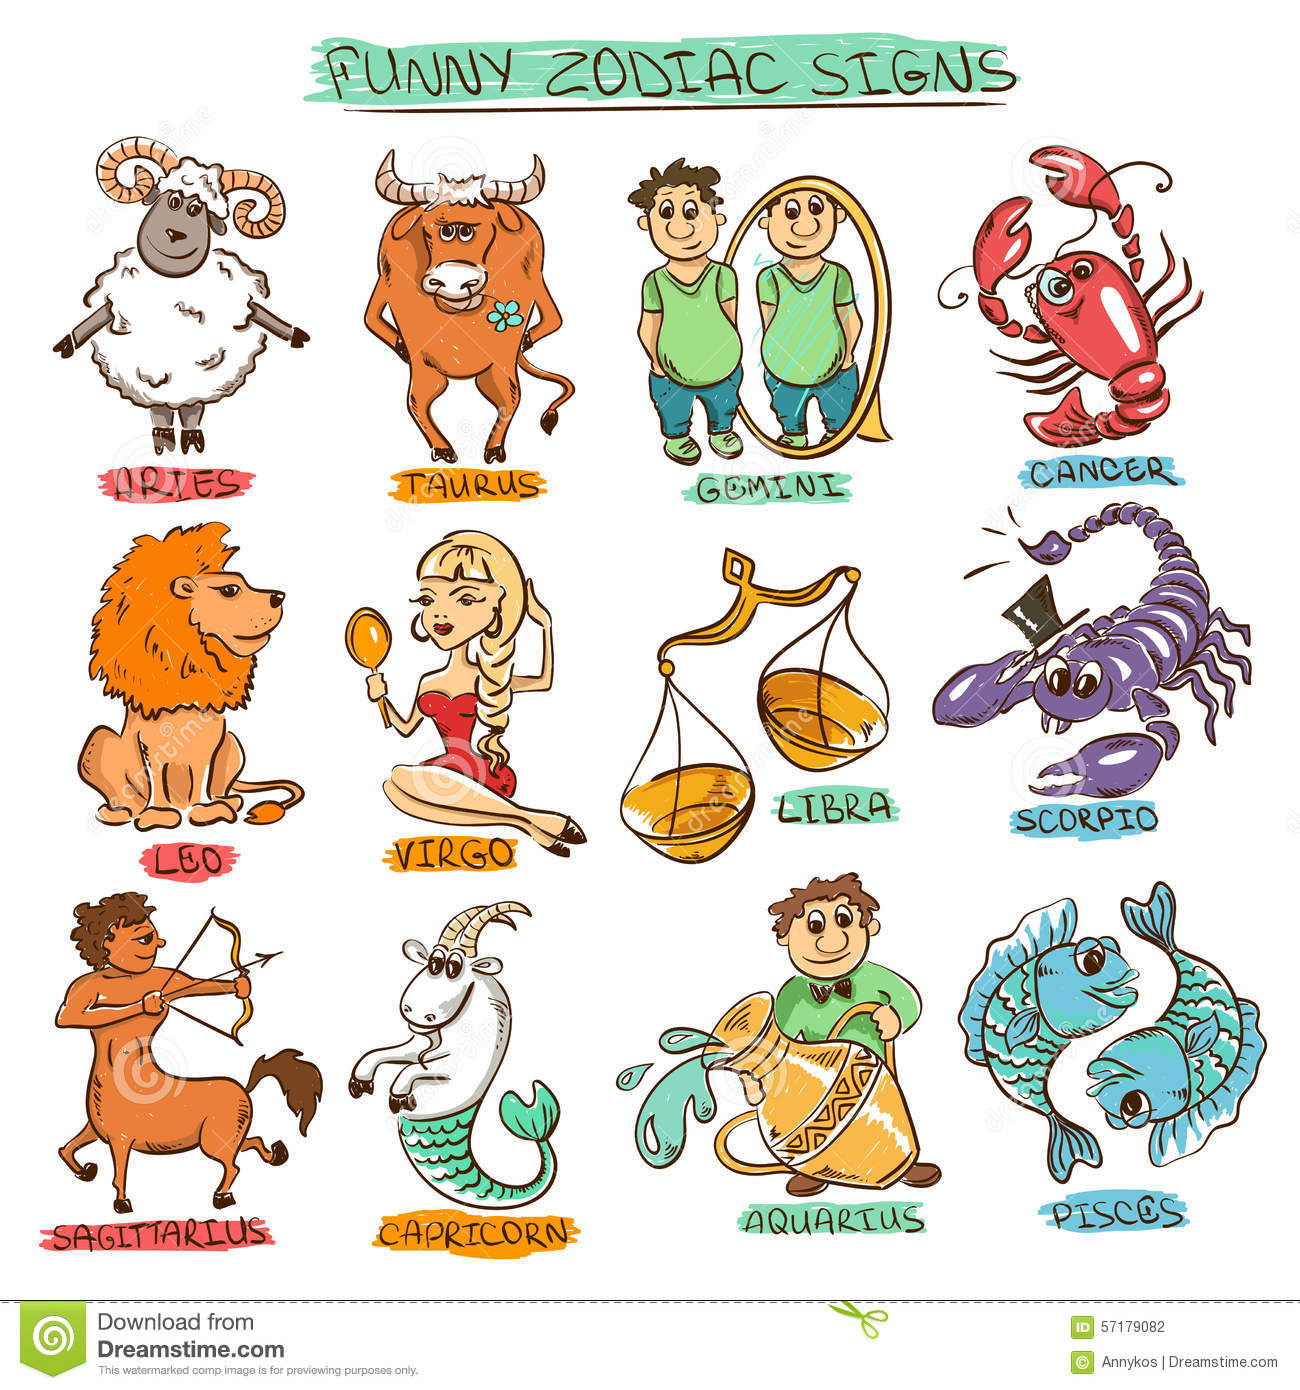 FUNNY ZODIAC SIGNS
ARIES
TAURUS
GEMINI
CANCER
LEO
VIRGO
LIBRA
SCORPIO
SAGITTARIUS
CAPRICORN
AQUARIUS
PISCES
Download from
Dreamstime.com
This watermarked comp image is for previewing purposes only.
ID 57179082
© Annykos | Dreamstime.com